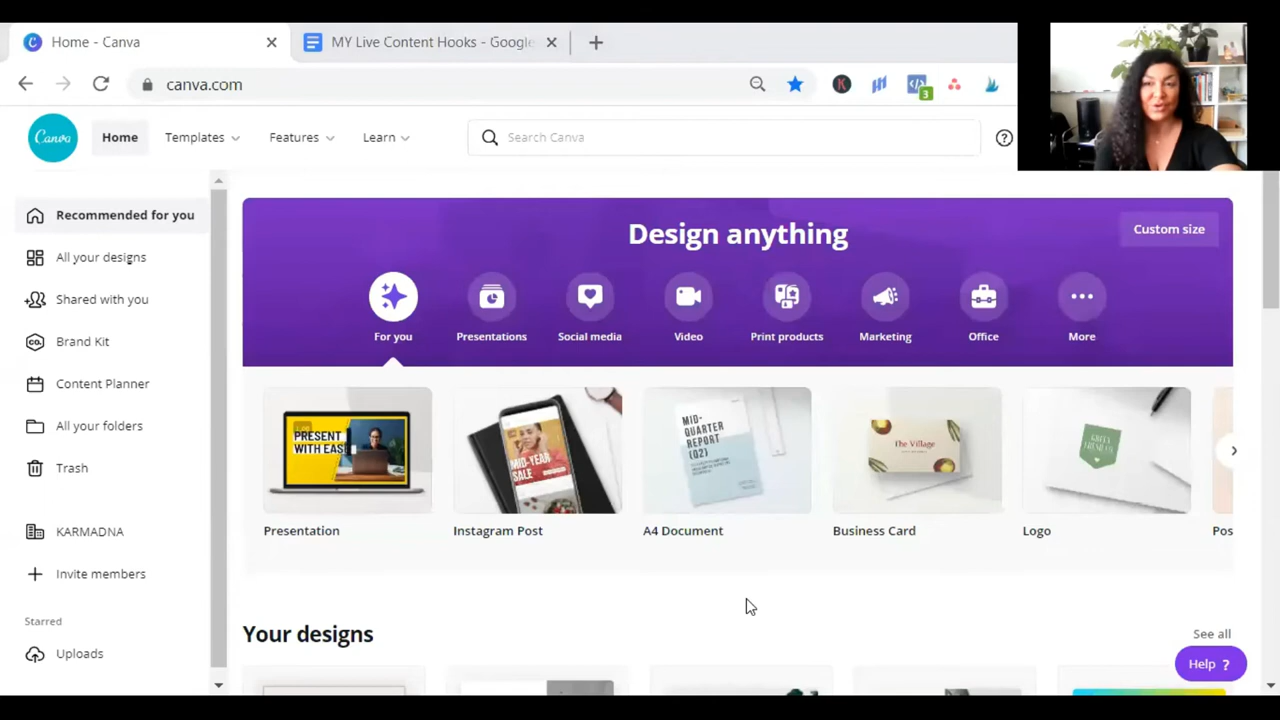 Home - Canva
MY Live Content Hooks - Google
canva.com
3
Canva
Home
Templates
Features
Learn
Search Canva
Recommended for you
All your designs
Shared with you
Brand Kit
Content Planner
All your folders
Trash
KARMADNA
Invite members
Starred
Uploads
Design anything
Custom size
For you
Presentations
Social media
Video
Print products
Marketing
Office
More
PRESENT
WITH EAS
MID-YEAR
SALE
MID-
QUARTER
REPORT
(Q2)
The Village
GREEN
Presentation
Instagram Post
A4 Document
Business Card
Logo
Pos
Your designs
See all
Help ?